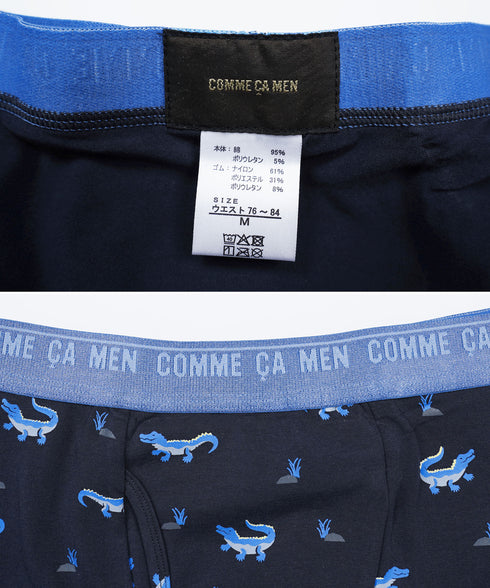 COMME ÇA MEN
本体: 綿 95%
ポリウレタン 5%
ゴム: ナイロン 61%
ポリエステル 31%
ポリウレタン 8%
SIZE
ウエスト 76～84
M
ME ÇA MEN COMME ÇA MEN COMME ÇA M